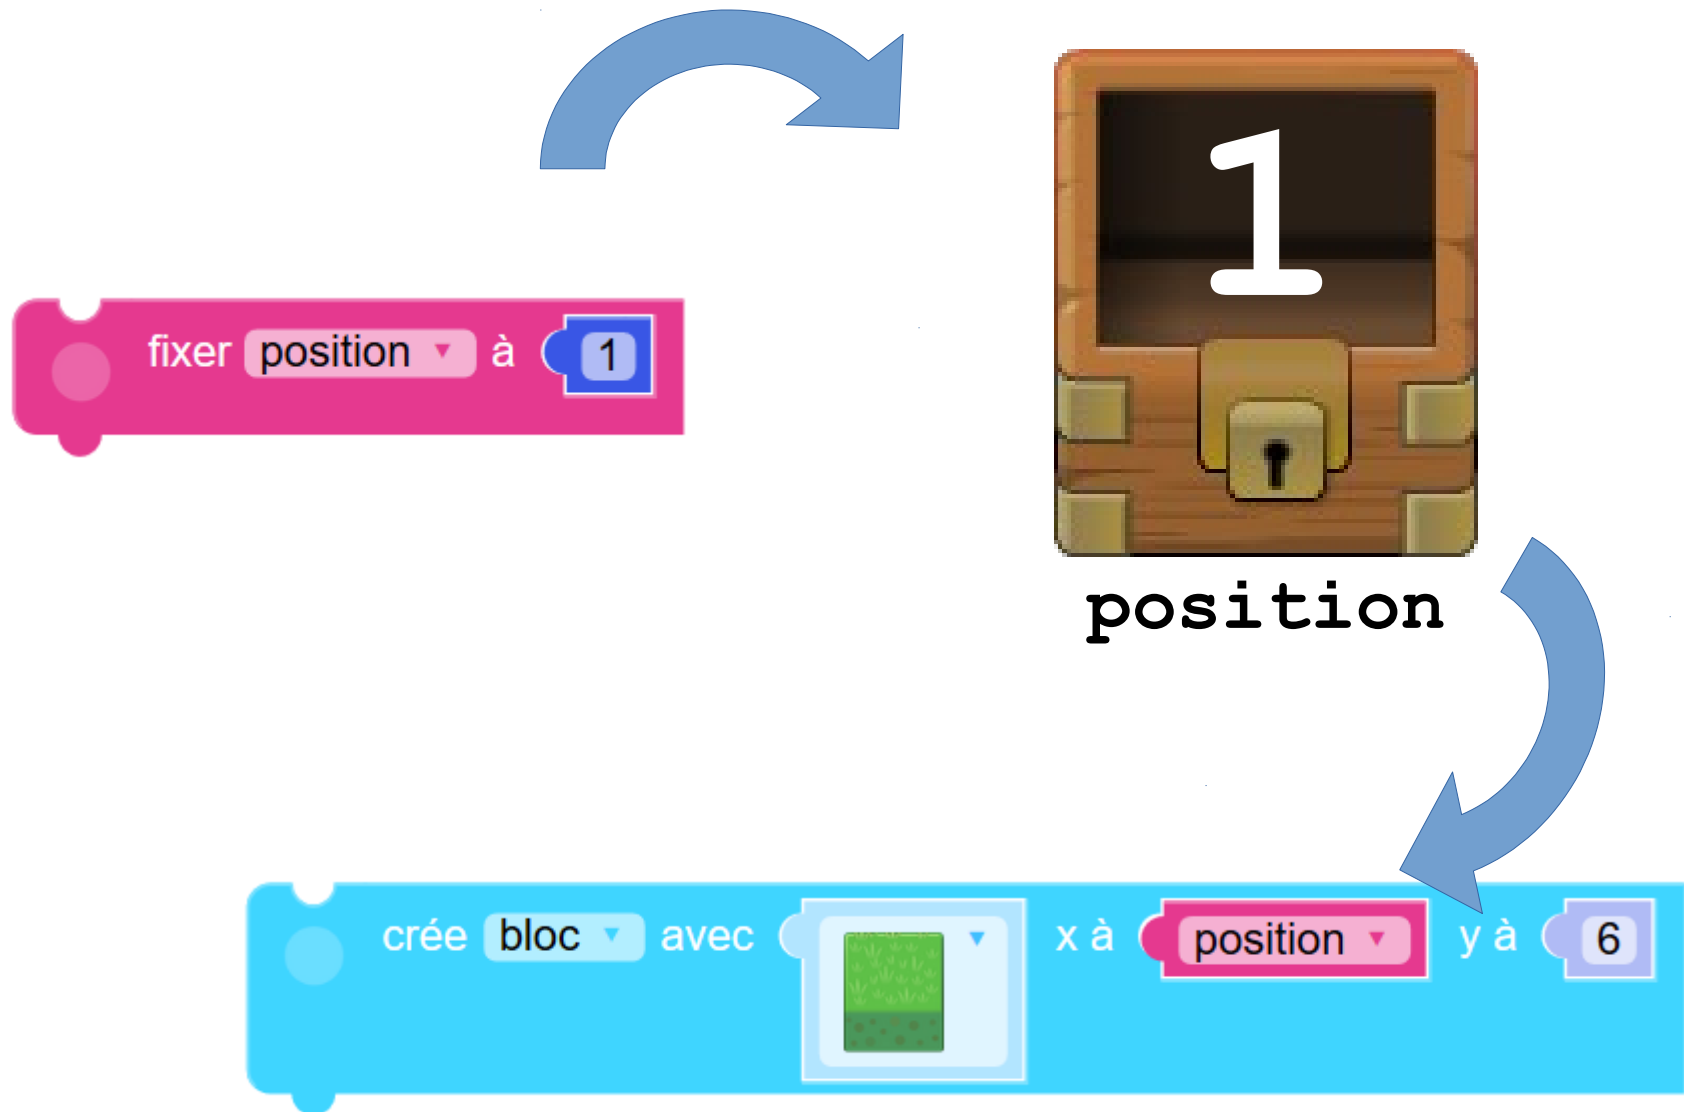 1
fixer position à 1
position
crée bloc avec x à position y à 6